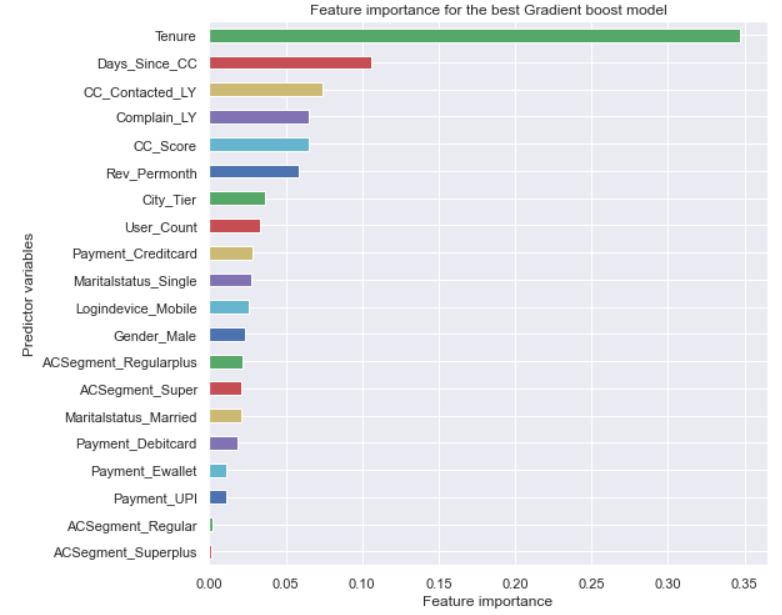 Feature importance for the best Gradient boost model
Predictor variables
Tenure
Days_Since_CC
CC_Contacted_LY
Complain_LY
CC_Score
Rev_Permonth
City_Tier
User_Count
Payment_Creditcard
Maritalstatus_Single
Logindevice_Mobile
Gender_Male
ACSegment_Regularplus
ACSegment_Super
Maritalstatus_Married
Payment_Debitcard
Payment_Ewallet
Payment_UPI
ACSegment_Regular
ACSegment_Superplus
0.00 0.05 0.10 0.15 0.20 0.25 0.30 0.35
Feature importance